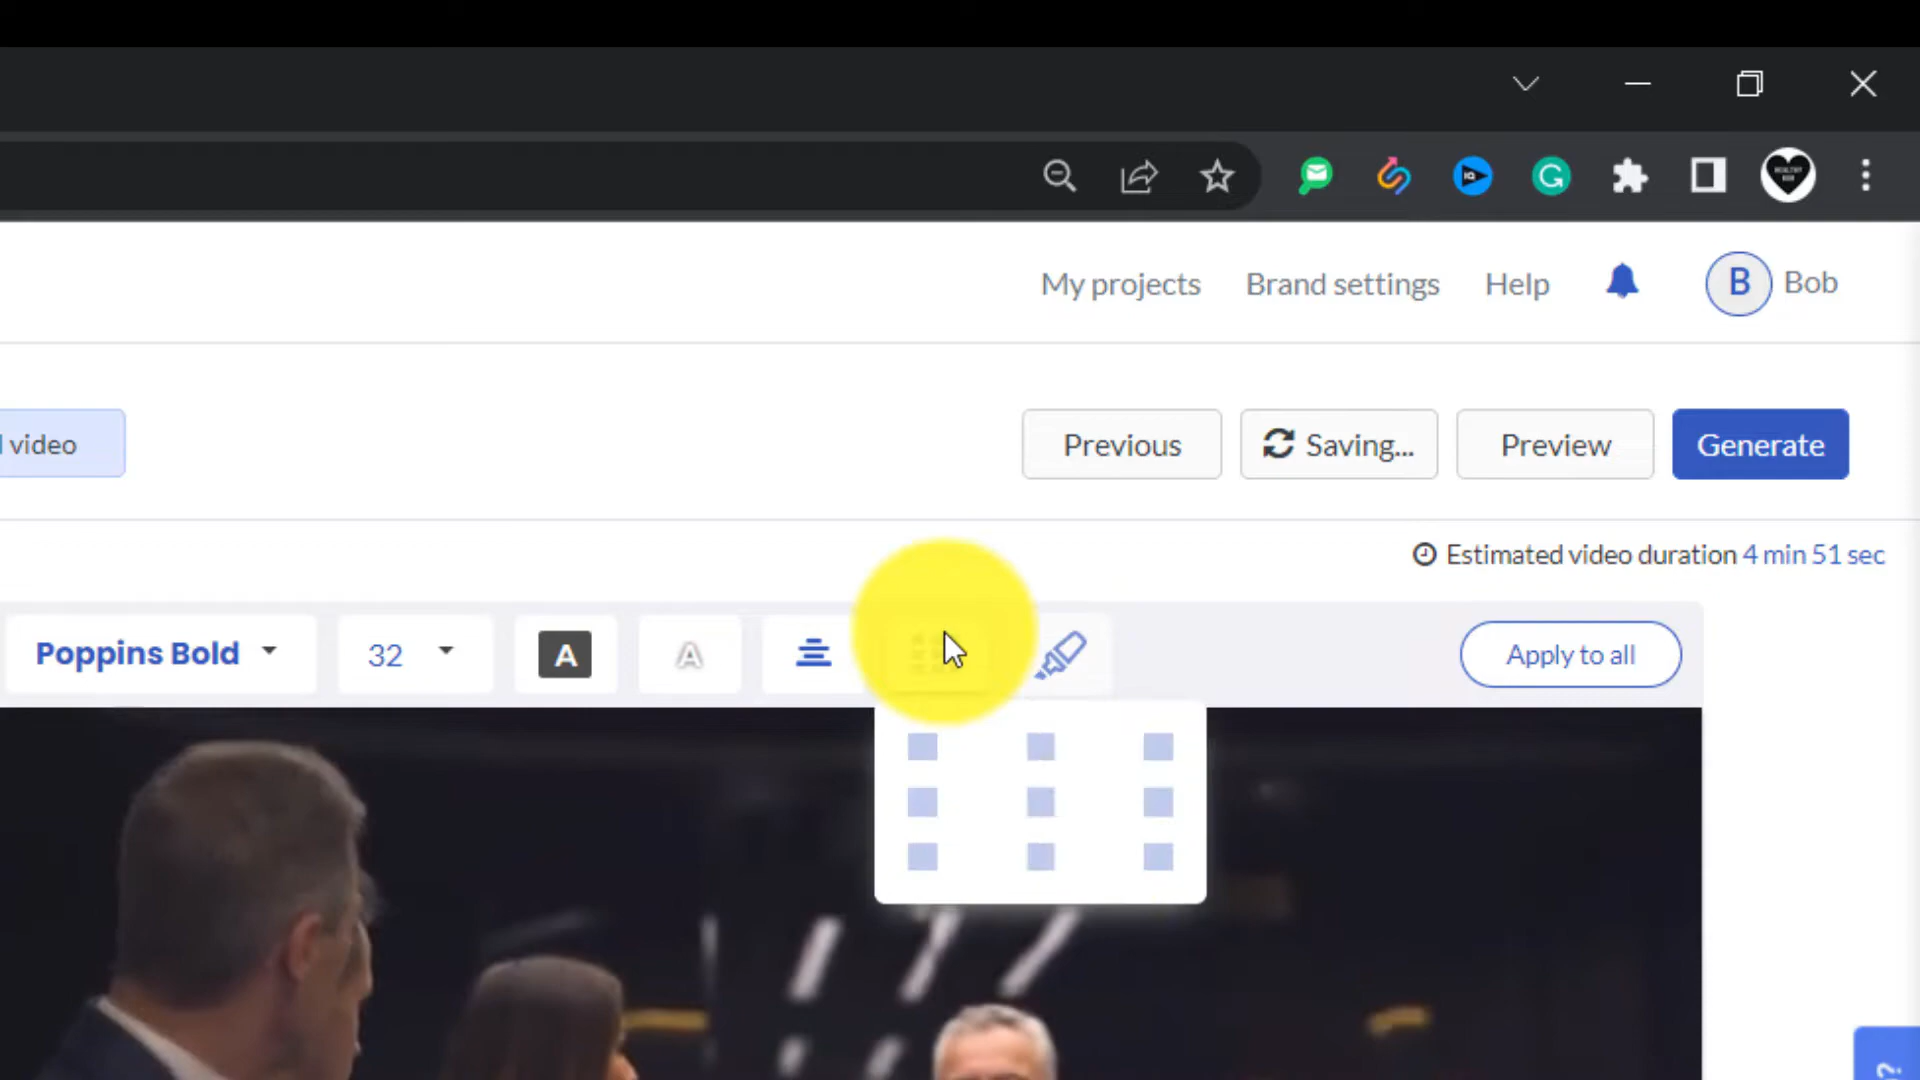 IQ
G
My projects
Brand settings
Help
B
Bob
video
Previous
Saving...
Preview
Generate
Estimated video duration 4 min 51 sec
Poppins Bold
32
A
A
Apply to all
?